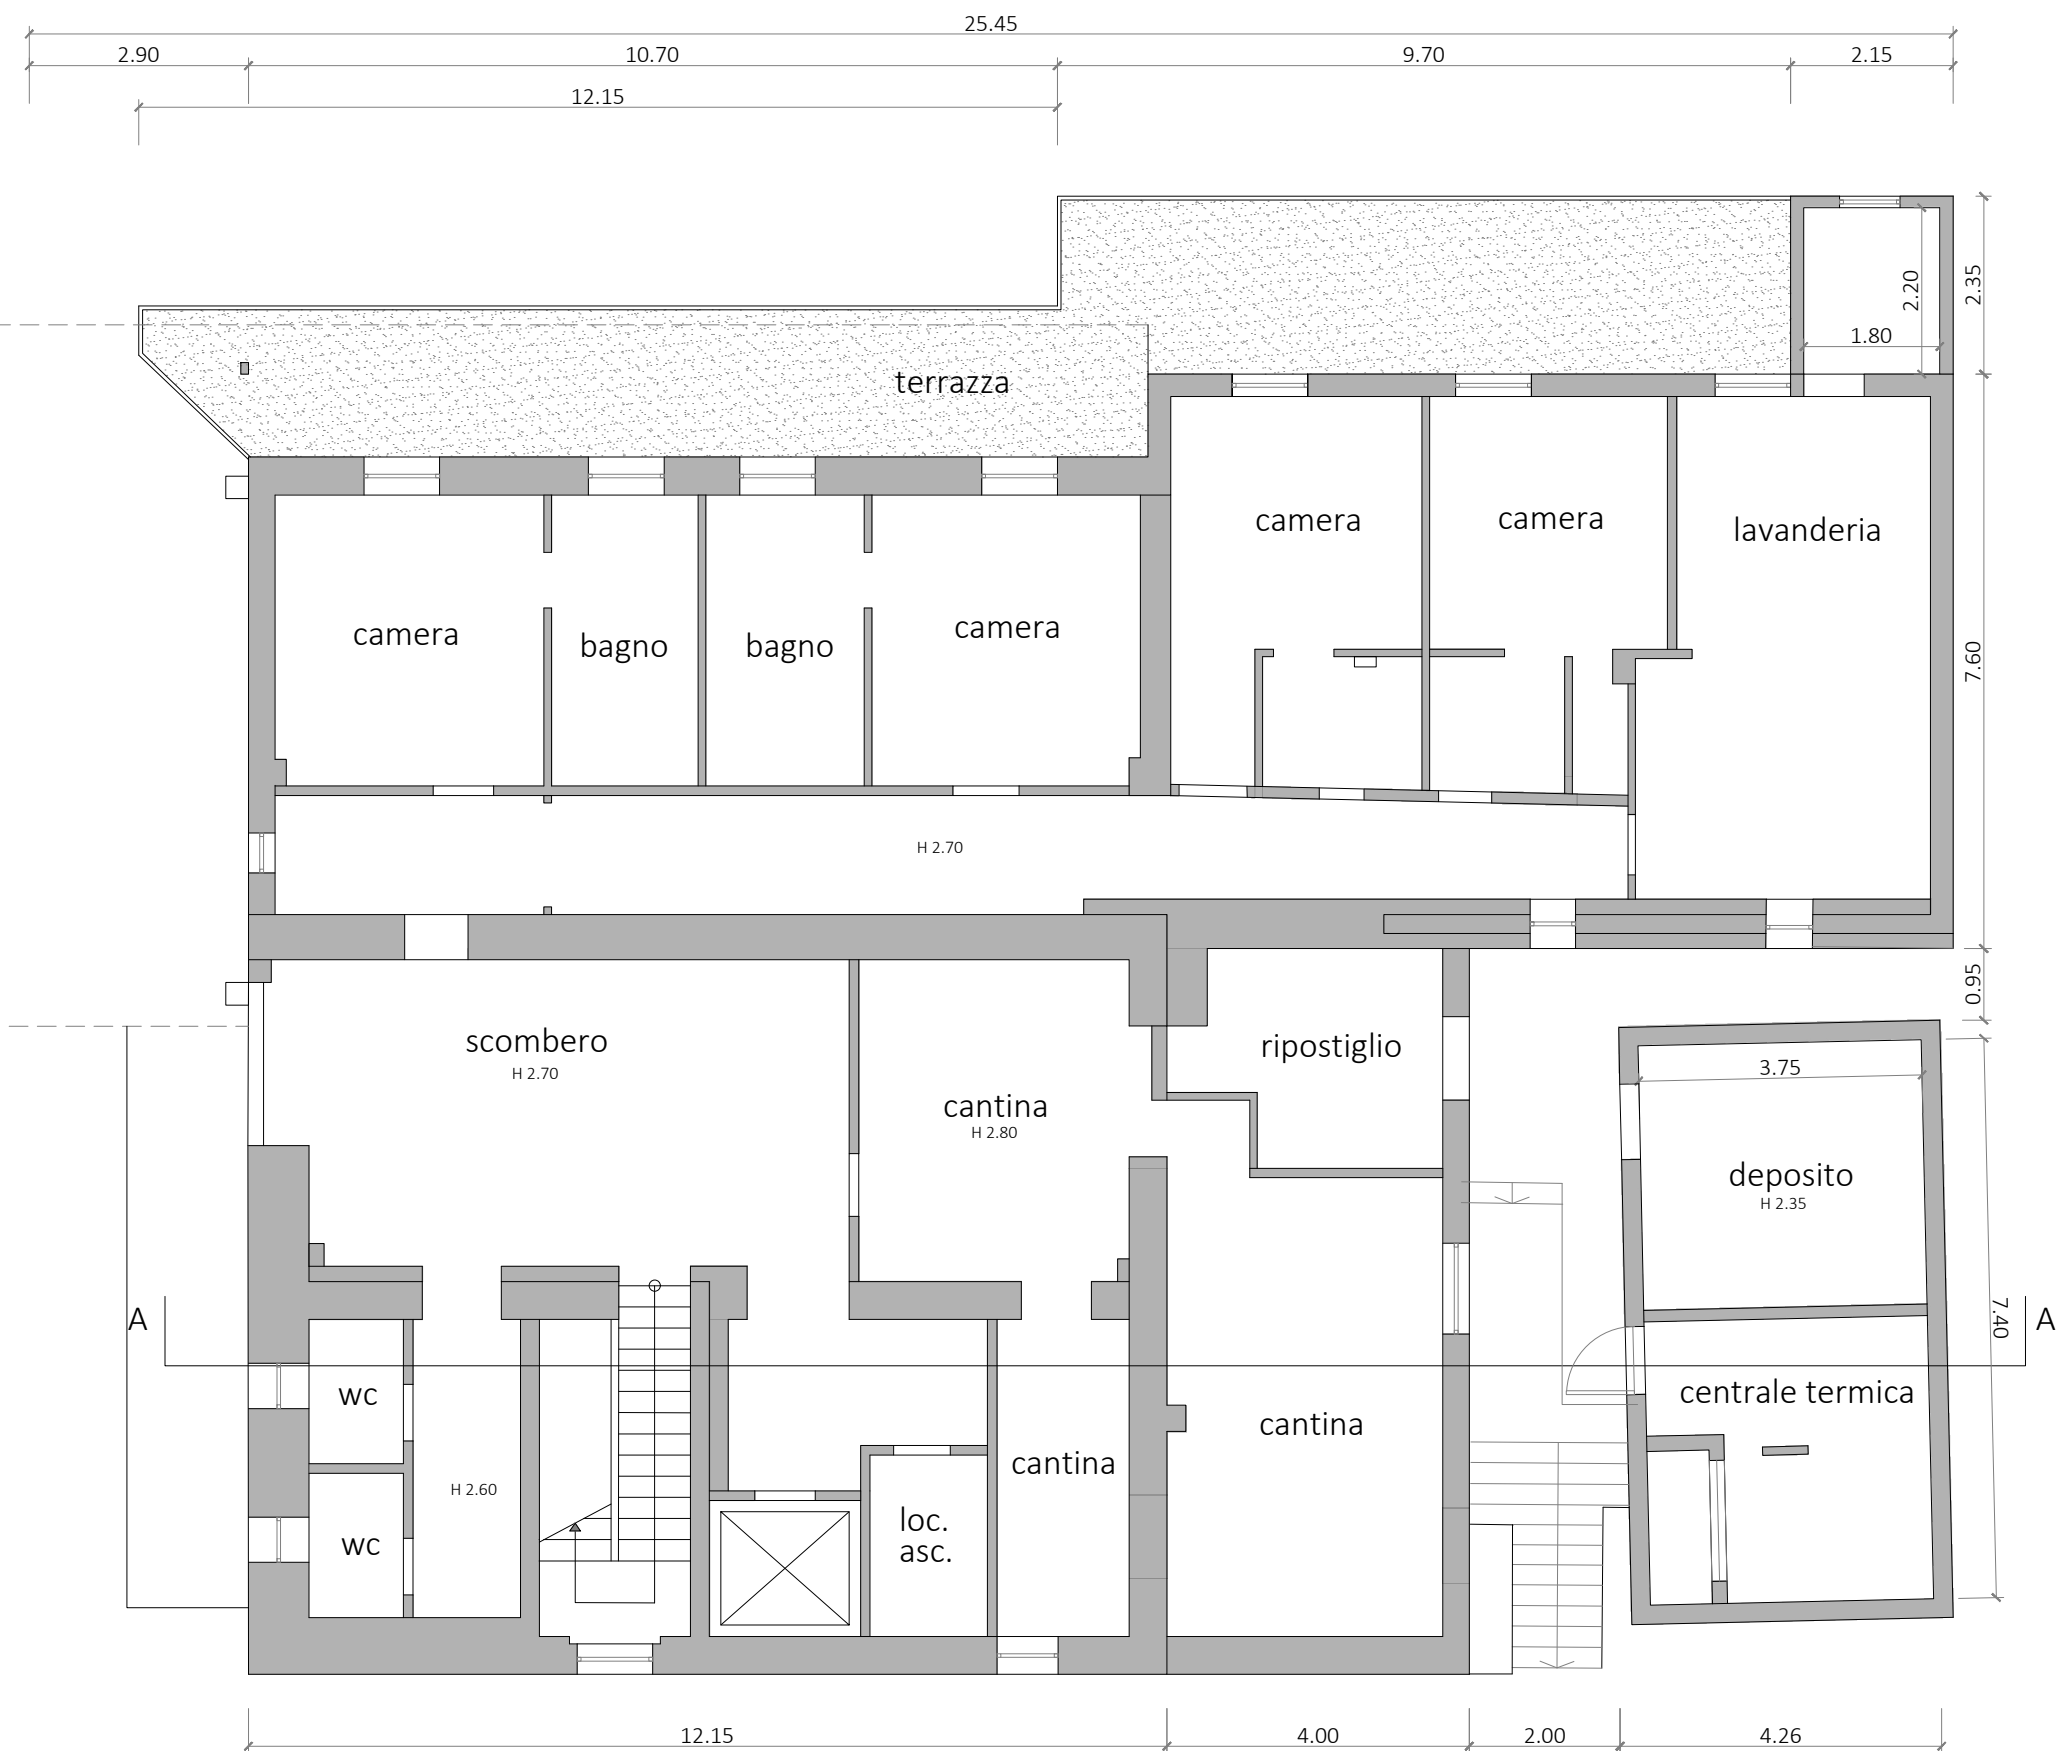 25.45
2.90
10.70
9.70
2.15
12.15
2.35
2.20
1.80
terrazza
camera
camera
lavanderia
camera
bagno
bagno
camera
7.60
H 2.70
0.95
scombero
H 2.70
cantina
H 2.80
ripostiglio
3.75
deposito
H 2.35
7.40
A
A
wc
centrale termica
cantina
cantina
H 2.60
loc.
asc.
wc
12.15
4.00
2.00
4.26